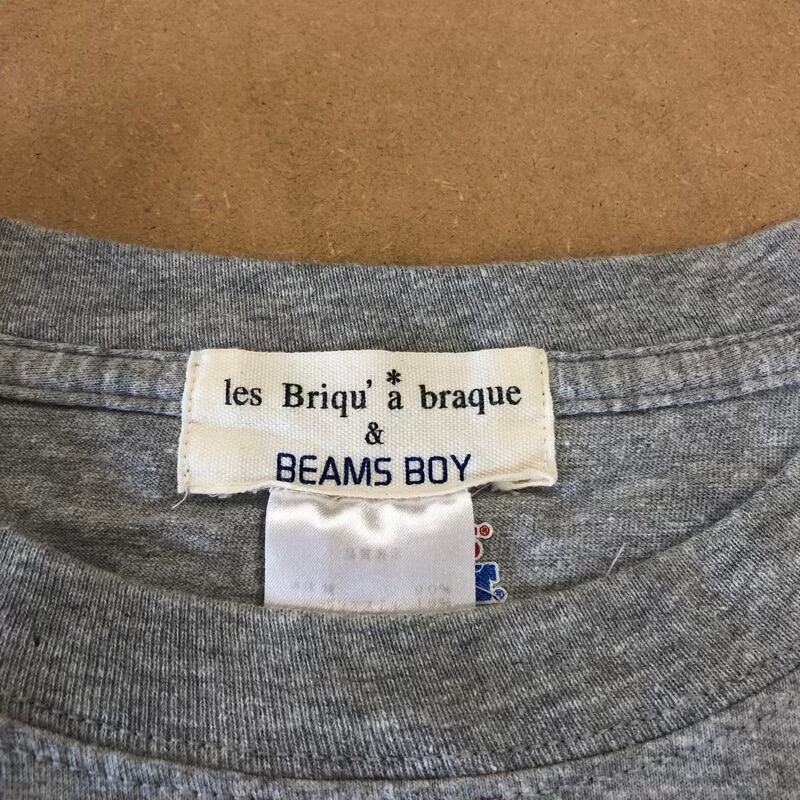 les Briqu' à braque
&
BEAMS BOY